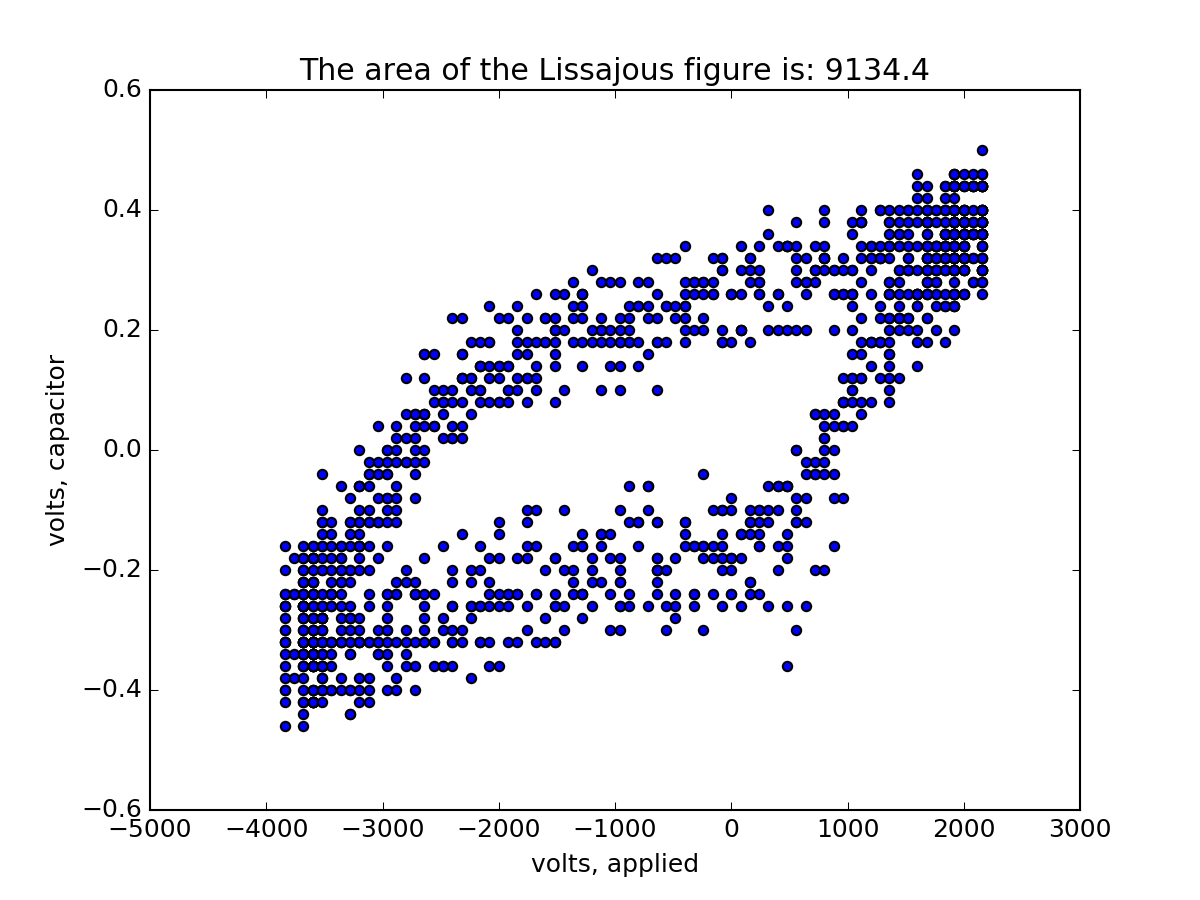 The area of the Lissajous figure is: 9134.4
0.6
0.4
0.2
0.0
−0.2
−0.4
−0.6
volts, capacitor
−5000 −4000 −3000 −2000 −1000 0 1000 2000 3000
volts, applied